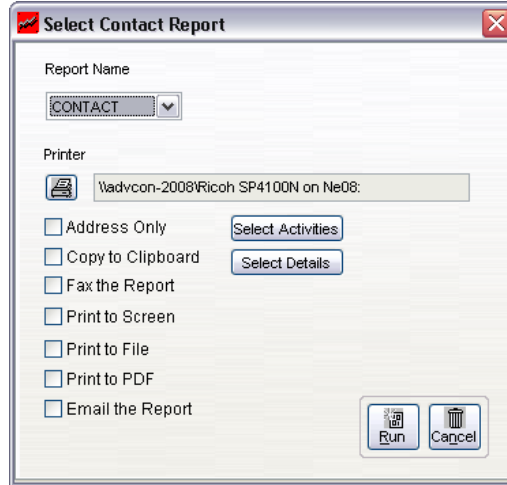 Select Contact Report
Report Name
CONTACT
Printer
\\advcon-2008\Ricoh SP4100N on Ne08:
Address Only
Select Activities
Copy to Clipboard
Select Details
Fax the Report
Print to Screen
Print to File
Print to PDF
Email the Report
Run
Cancel